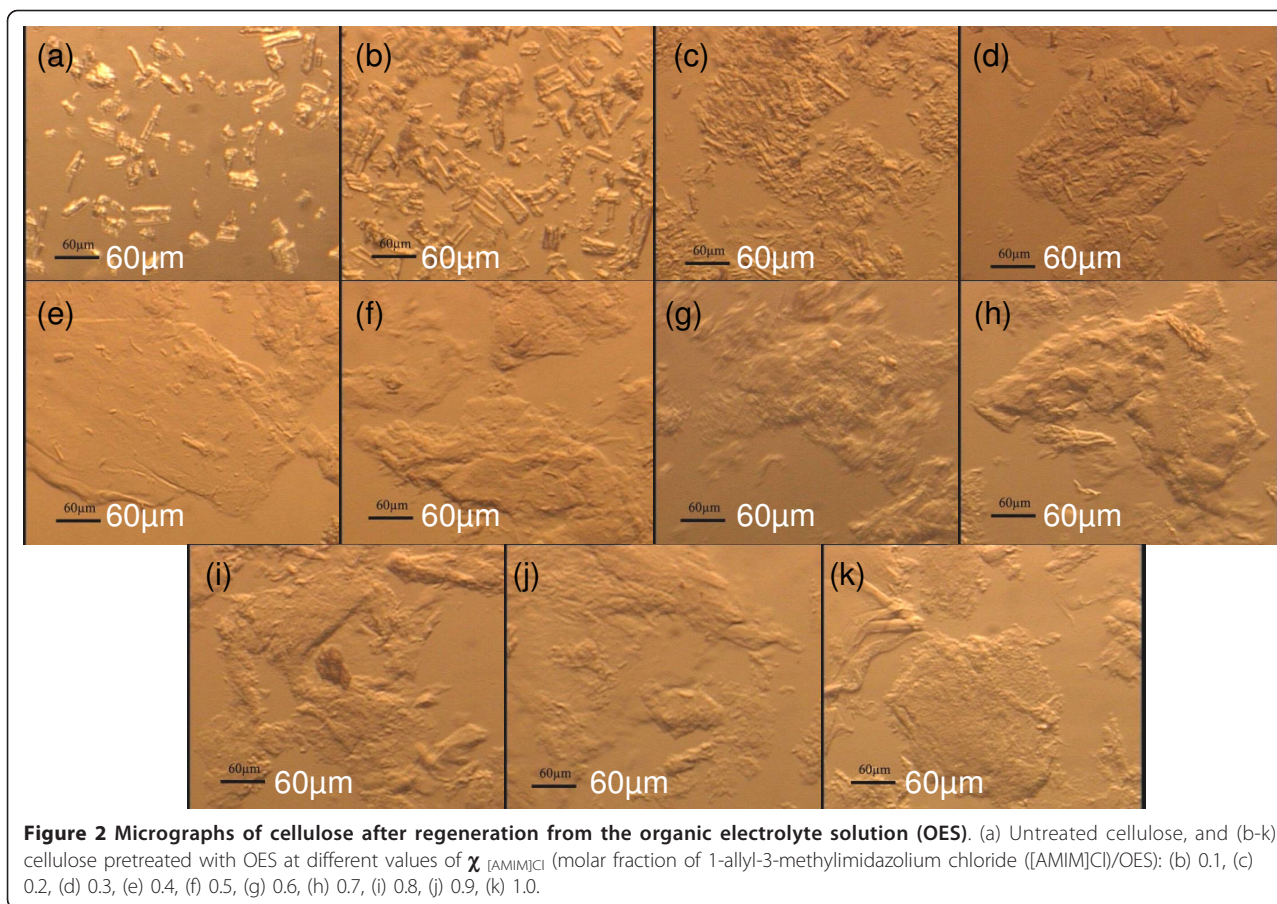 (a) (b) (c) (d)
60μm 60μm 60μm 60μm 60μm 60μm 60μm 60μm
(e) (f) (g) (h)
60μm 60μm 60μm 60μm 60μm 60μm 60μm 60μm
(i) (j) (k)
60μm 60μm 60μm 60μm 60μm 60μm
Figure 2 Micrographs of cellulose after regeneration from the organic electrolyte solution (OES). (a) Untreated cellulose, and (b-k)
cellulose pretreated with OES at different values of χ [AMIM]Cl (molar fraction of 1-allyl-3-methylimidazolium chloride ([AMIM]Cl)/OES): (b) 0.1, (c)
0.2, (d) 0.3, (e) 0.4, (f) 0.5, (g) 0.6, (h) 0.7, (i) 0.8, (j) 0.9, (k) 1.0.